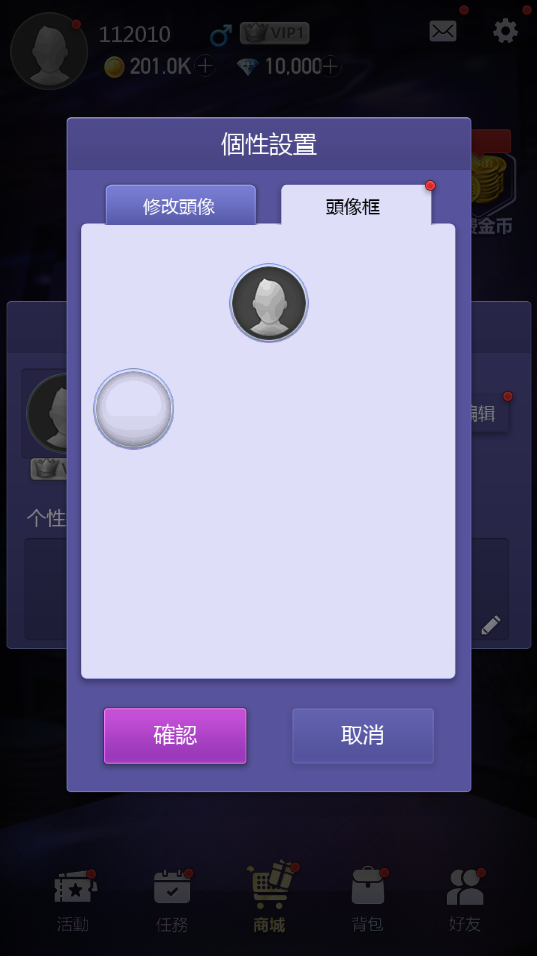 112010
VIP1
201.0K
10,000
個性設置
修改頭像
頭像框
金币
编辑
个性
確認
取消
活動
任務
商城
背包
好友